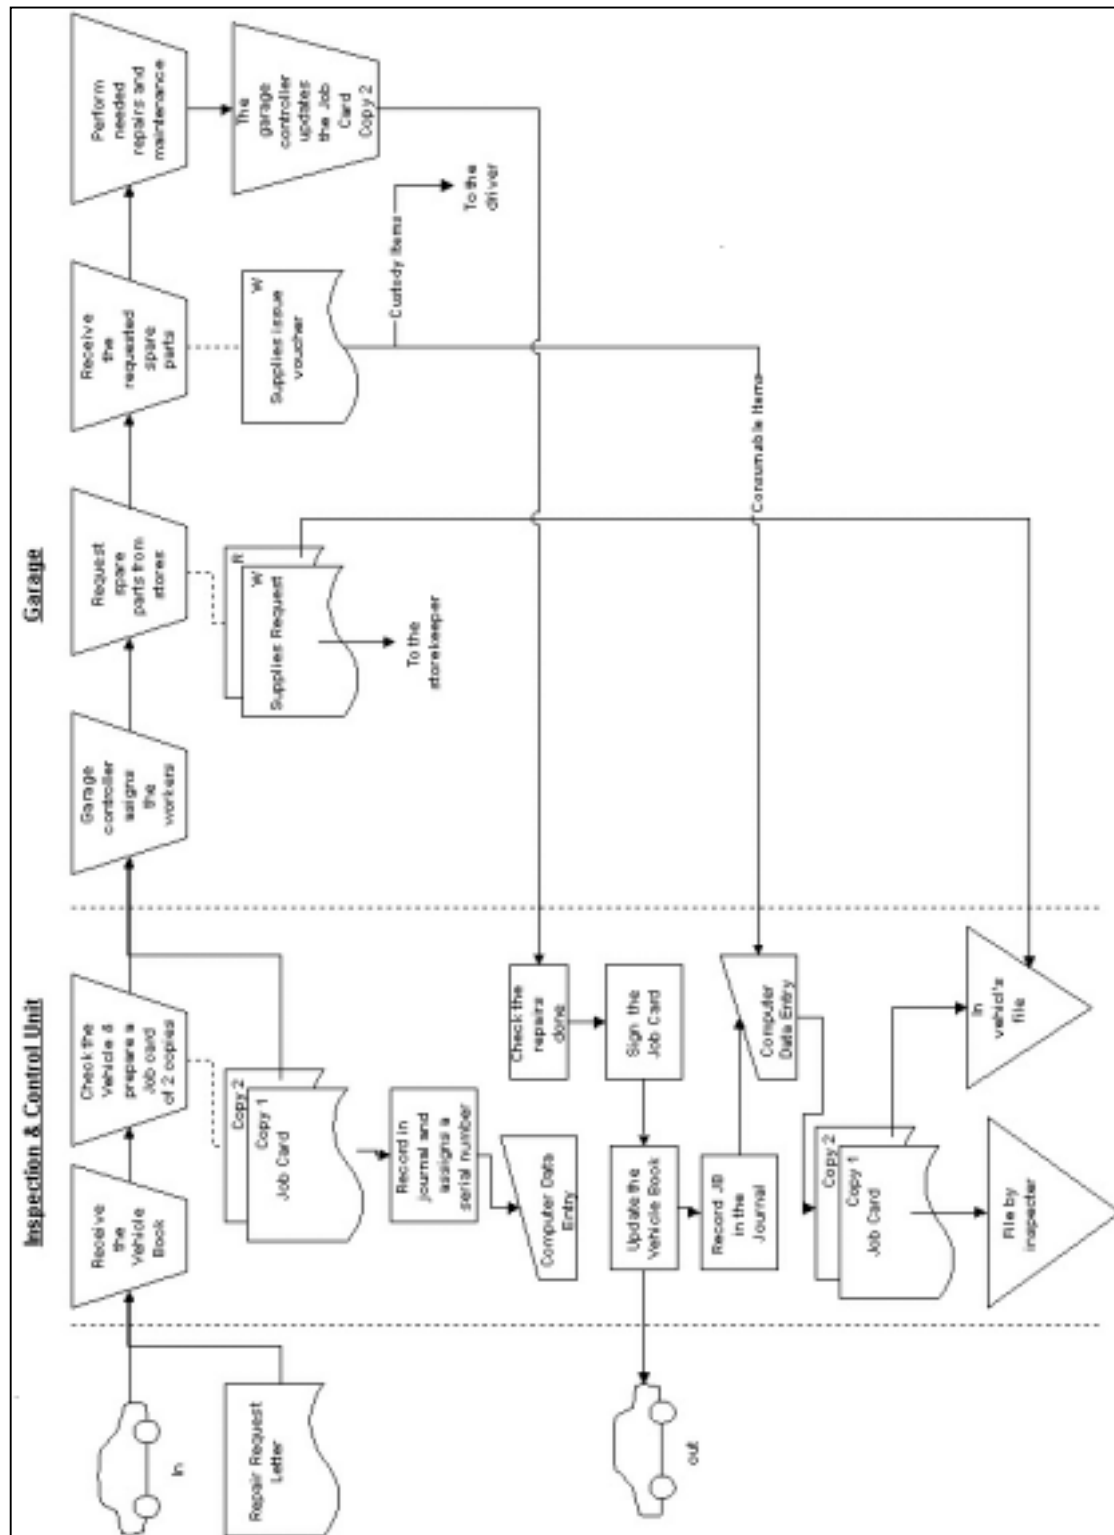 Inspection & Control Unit
Garage
In
Repair Request
Letter
Receive
the
Vehicle
Book
Check the
Vehicle &
prepare a
Job card
of 2 copies
Garage
controller
assigns
the
workers
Request
spare
parts from
stores
Receive
the
requested
spare
parts
Perform
needed
repairs and
maintenance
Copy 2
Copy 1
Job Card
R
W
Supplies Request
To the
storekeeper
W
Supplies issue
voucher
Custody Items
To the
driver
The
garage
controller
updates
the Job
Card
Copy 2
Record in
journal and
assigns a
serial number
Computer Data
Entry
Check the
repairs
done
Sign the
Job Card
out
Update the
Vehicle Book
Record JB
in the
Journal
Computer
Data Entry
Consumable Items
Copy 2
Copy 1
Job Card
File by
inspecter
In
vehicl's
file